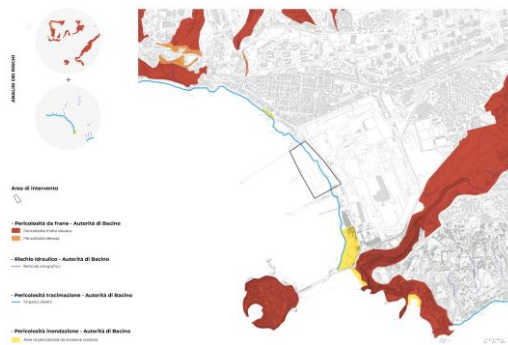 ANALISI DEI RISCHI
+
Area di intervento
- Pericolosità da frane - Autorità di Bacino
Pericolosità molto elevata
Pericolosità elevata
- Rischio idraulico - Autorità di Bacino
Reticolo idrografico
- Pericolosità tracimazione - Autorità di Bacino
- Pericolosità inondazione - Autorità di Bacino